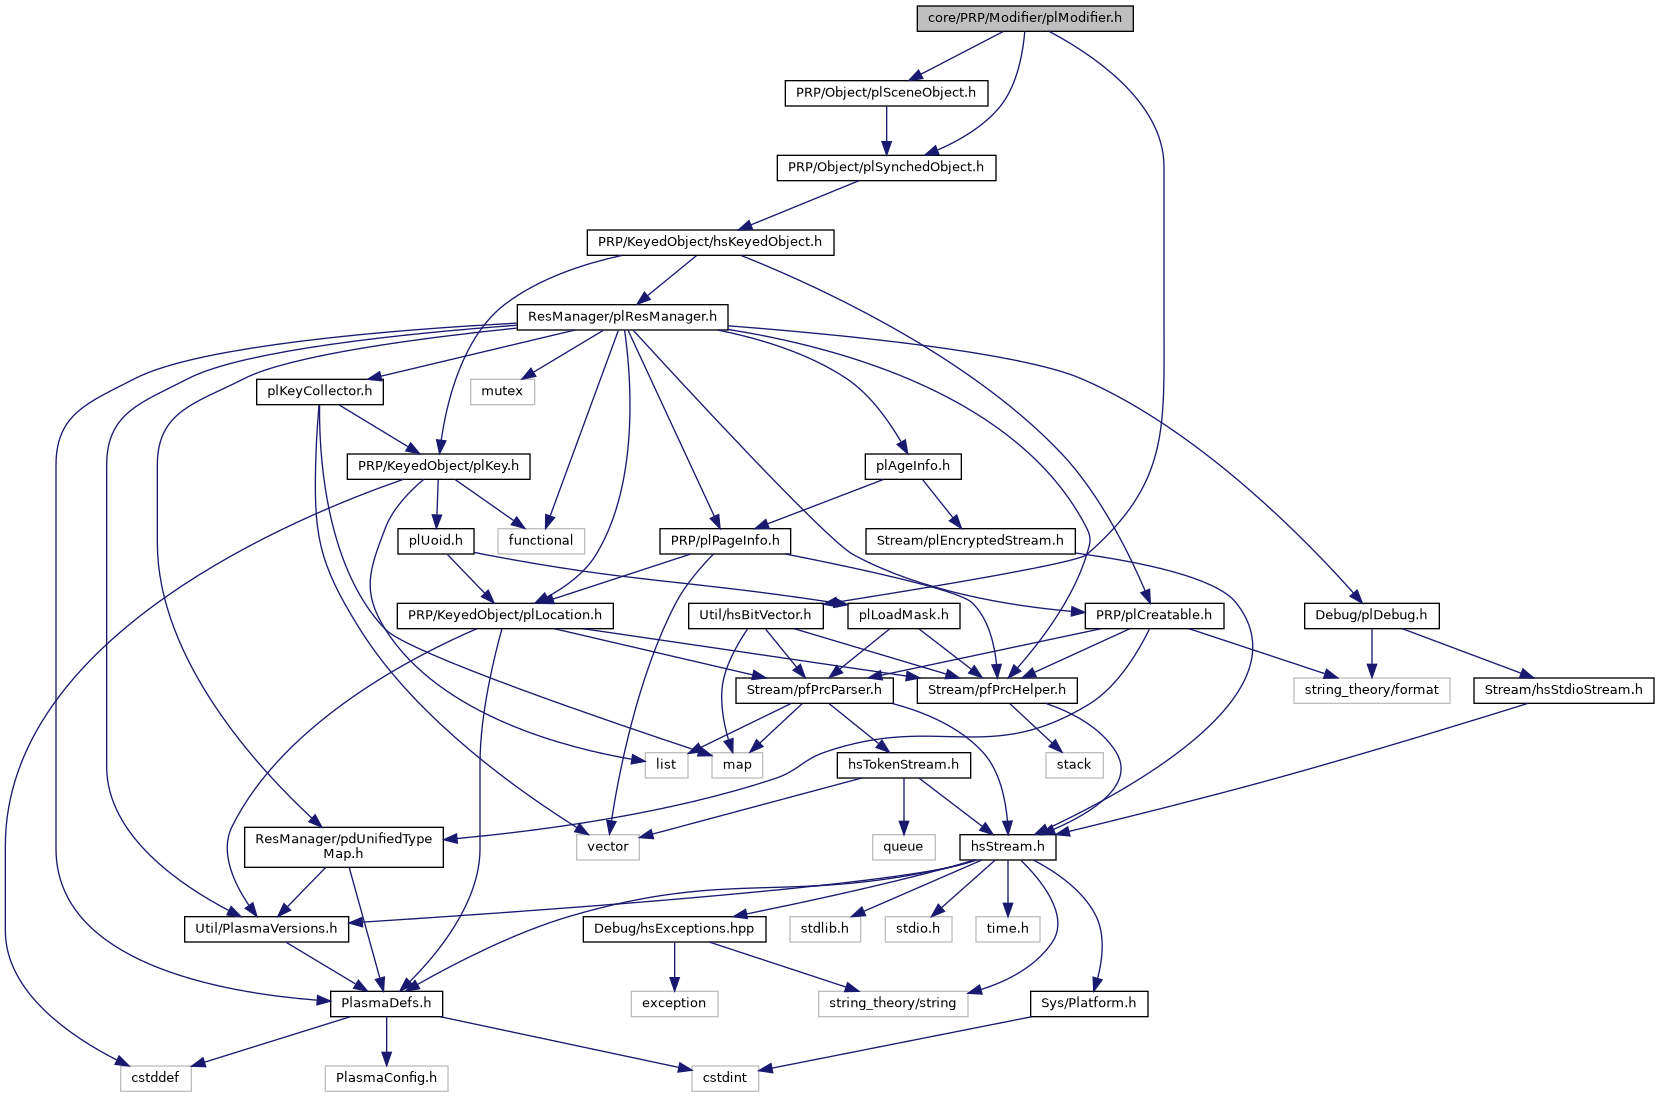 core/PRP/Modifier/plModifier.h
PRP/Object/plSceneObject.h
PRP/Object/plSynchedObject.h
PRP/KeyedObject/hsKeyedObject.h
ResManager/plResManager.h
plKeyCollector.h
mutex
PRP/KeyedObject/plKey.h
plAgeInfo.h
plUoid.h
functional
PRP/plPageInfo.h
Stream/plEncryptedStream.h
PRP/KeyedObject/plLocation.h
Util/hsBitVector.h
plLoadMask.h
PRP/plCreatable.h
Debug/plDebug.h
Stream/pfPrcParser.h
Stream/pfPrcHelper.h
string_theory/format
Stream/hsStdioStream.h
list
map
hsTokenStream.h
stack
ResManager/pdUnifiedType
Map.h
vector
queue
hsStream.h
Util/PlasmaVersions.h
Debug/hsExceptions.hpp
stdlib.h
stdio.h
time.h
PlasmaDefs.h
exception
string_theory/string
Sys/Platform.h
cstddef
PlasmaConfig.h
cstdint